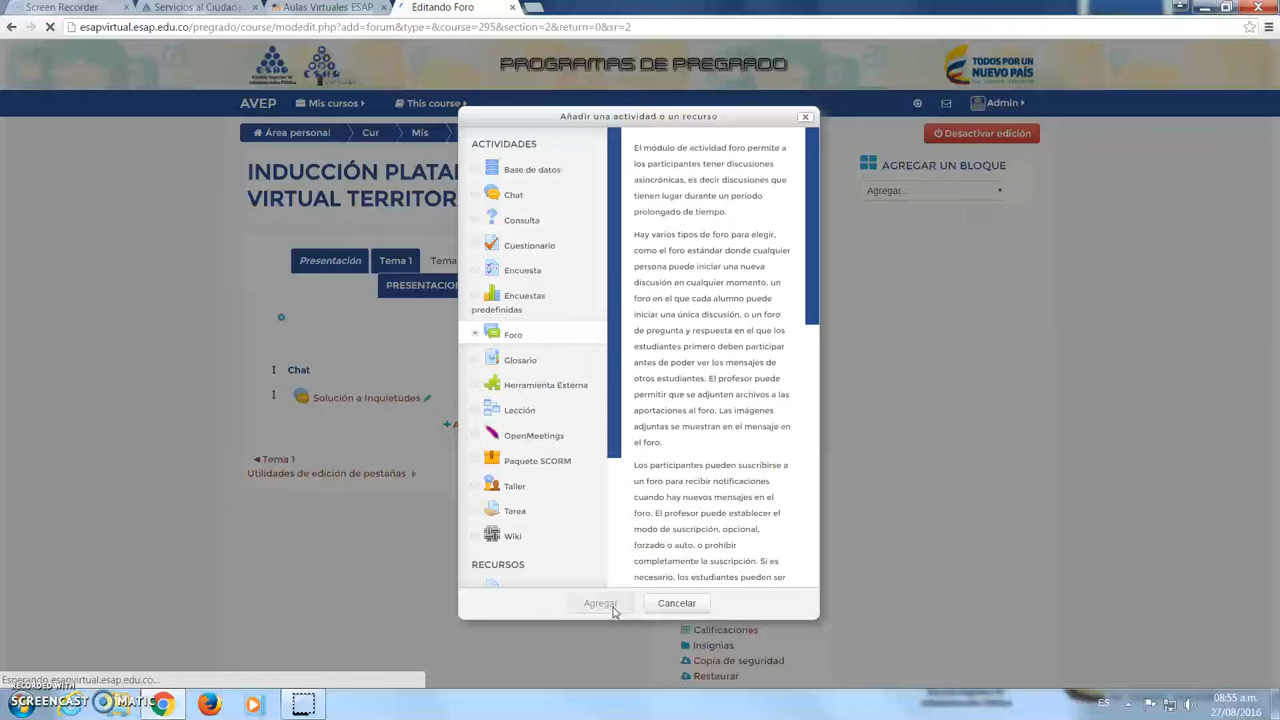 Screen Recorder
Servicios al Ciudada
Aulas Virtuales ESAP
Editando Foro
esapvirtual.esap.edu.co/pregrado/course/modedit.php?add=forum&type=&course=295&section=2&return=0&sr=2
PROGRAMAS DE PREGRADO
TODOS POR UN
NUEVO PAÍS
AVEP
Mis cursos
This course
Admin
Área personal
Cur
Mis
Desactivar edición
INDUCCIÓN PLATA
VIRTUAL TERRITOR
AGREGAR UN BLOQUE
Agregar...
Presentación
Tema 1
Tema
PRESENTACION
Chat
Solución a Inquietudes
Tema 1
Utilidades de edición de pestañas
Añadir una actividad o un recurso
ACTIVIDADES
Base de datos
Chat
Consulta
Cuestionario
Encuesta
Encuestas
predefinidas
Foro
Glosario
Herramienta Externa
Lección
OpenMeetings
Paquete SCORM
Taller
Tarea
Wiki
RECURSOS
El módulo de actividad foro permite a
los participantes tener discusiones
asincrónicas, es decir discusiones que
tienen lugar durante un período
prolongado de tiempo.
Hay varios tipos de foro para elegir,
como el foro estándar donde cualquier
persona puede iniciar una nueva
discusión en cualquier momento, un
foro en el que cada alumno puede
iniciar una única discusión, o un foro
de pregunta y respuesta en el que los
estudiantes primero deben participar
antes de poder ver los mensajes de
otros estudiantes. El profesor puede
permitir que se adjunten archivos a las
aportaciones al foro. Las imágenes
adjuntas se muestran en el mensaje en
el foro.
Los participantes pueden suscribirse a
un foro para recibir notificaciones
cuando hay nuevos mensajes en el
foro. El profesor puede establecer el
modo de suscripción, opcional,
forzado o auto, o prohibir
completamente la suscripción. Si es
necesario, los estudiantes pueden ser
Agregar
Cancelar
Calificaciones
Insignias
Copia de seguridad
Restaurar
Esperando esapvirtual.esap.edu.co...
RECORDED WITH
SCREENCAST MATIC
ES
08:55 a.m.
27/08/2016